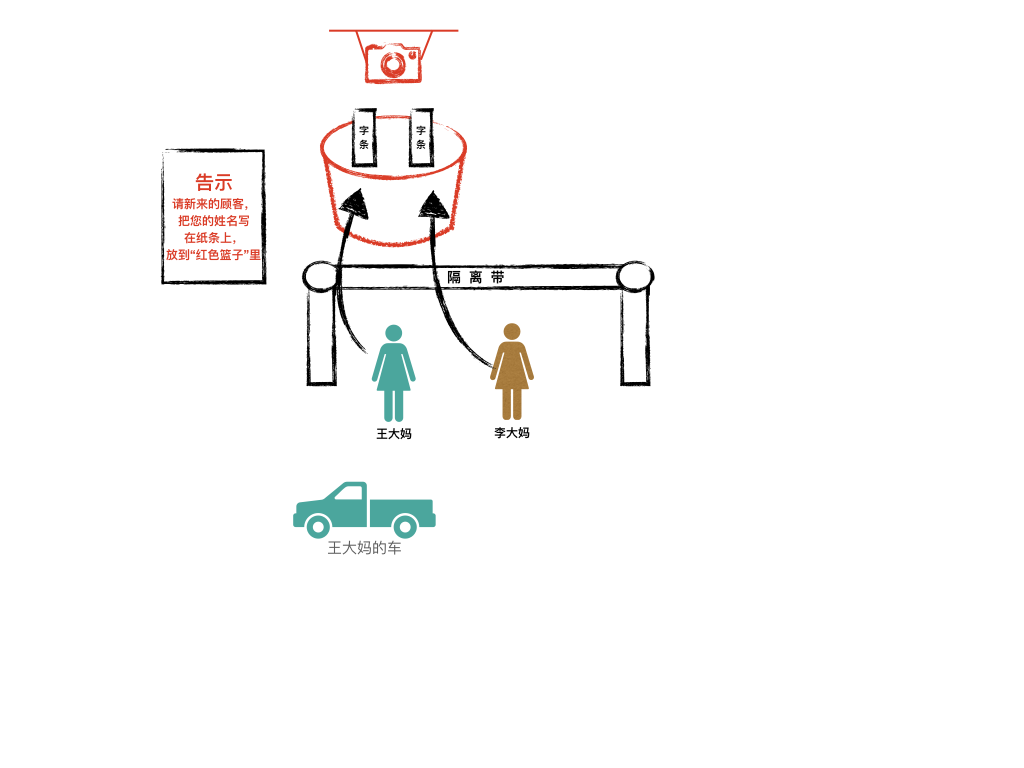 字
条
字
条
告示
请新来的顾客，
把您的姓名写
在纸条上，
放到“红色篮子”里
隔离带
王大妈
李大妈
王大妈的车